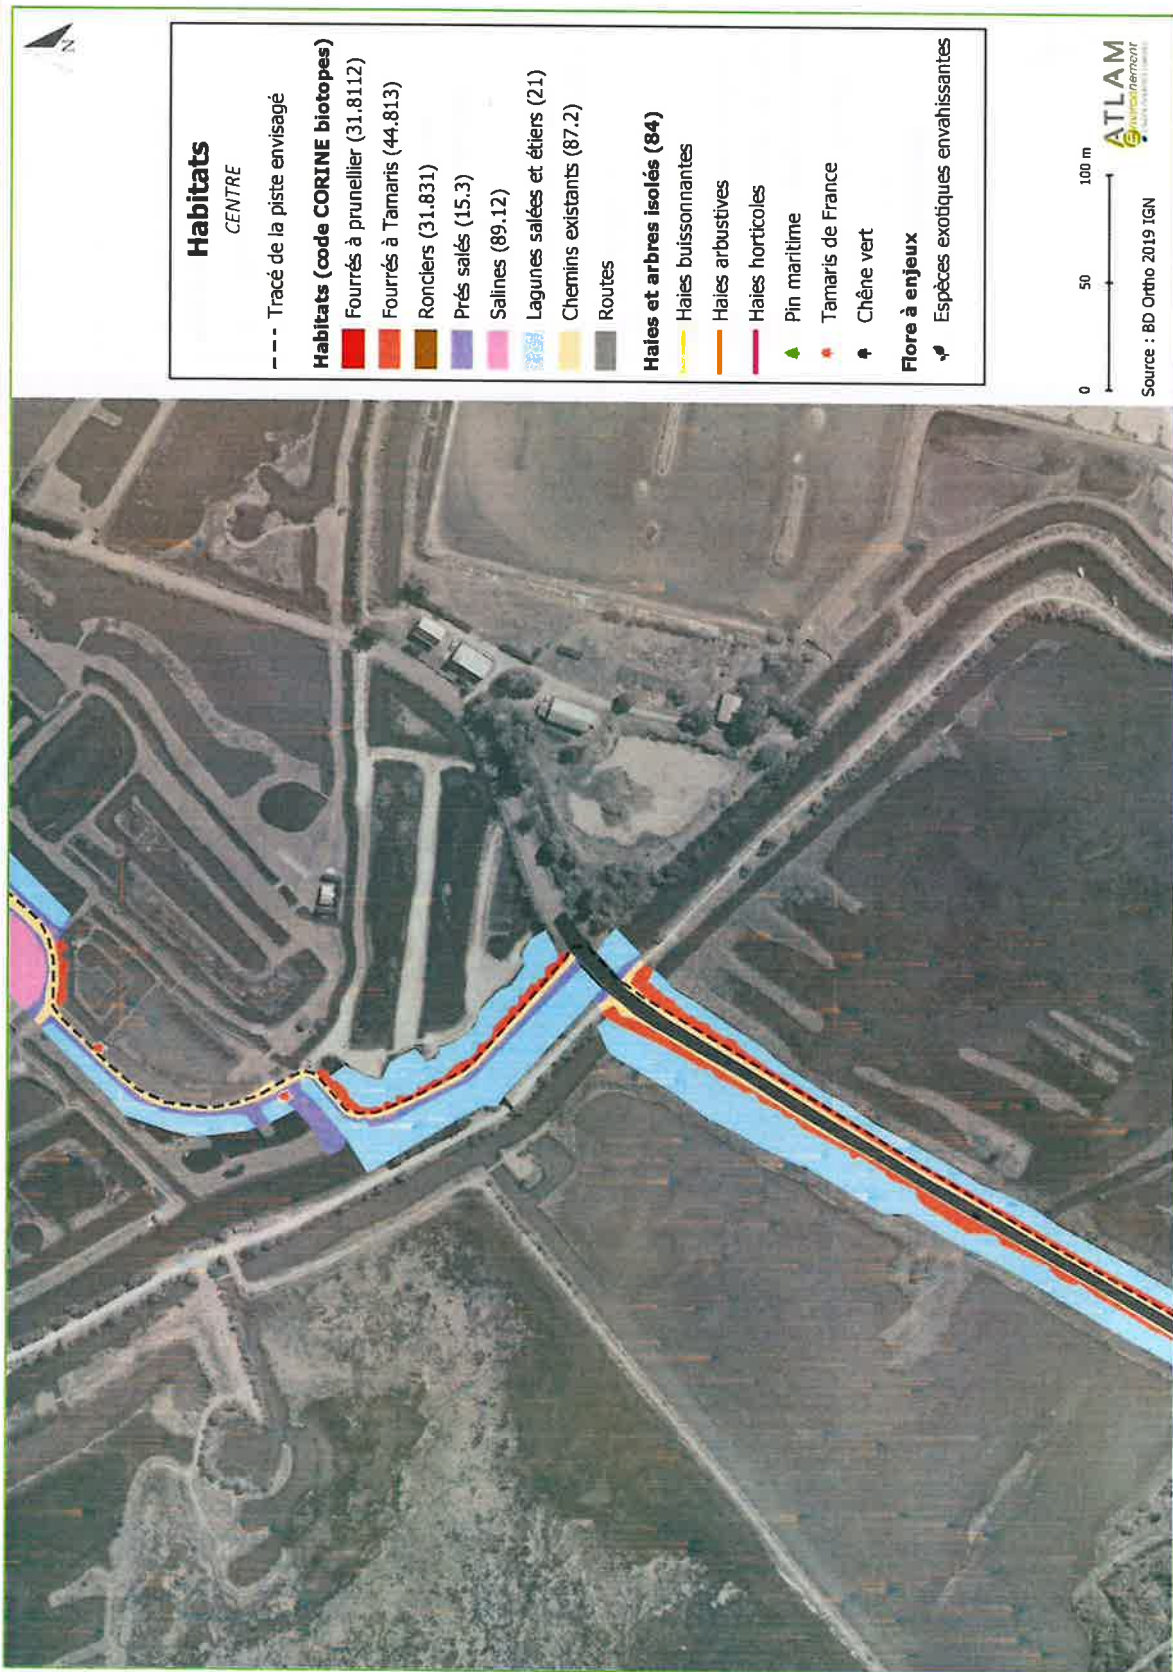 N
Habitats
CENTRE
Tracé de la piste envisagé
Habitats (code CORINE biotopes)
Fourrés à prunellier (31.8112)
Fourrés à Tamaris (44.813)
Ronciers (31.831)
Prés salés (15.3)
Salines (89.12)
Lagunes salées et étiers (21)
Chemins existants (87.2)
Routes
Haies et arbres isolés (84)
Haies buissonnantes
Haies arbustives
Haies horticoles
Pin maritime
Tamaris de France
Chêne vert
Flore à enjeux
Espèces exotiques envahissantes
0 50 100 m
Source : BD Ortho 2019 IGN
ATLAM
Environnement